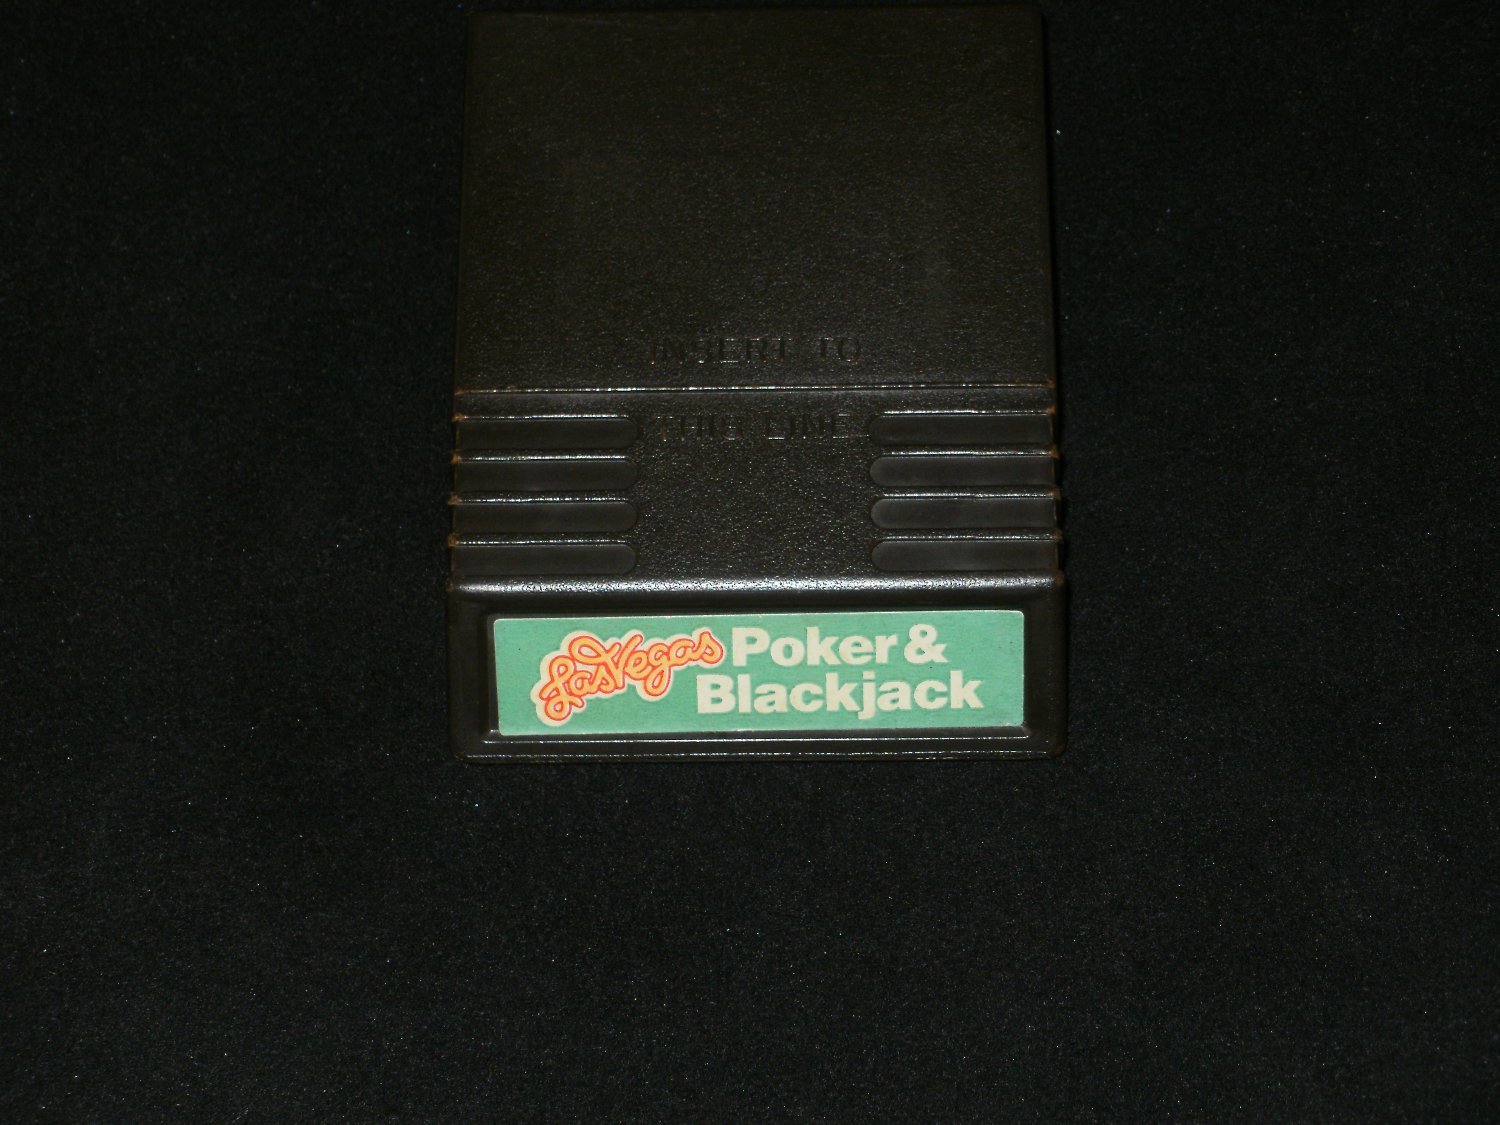 INSERT TO
THIS LINE
Las Vegas Poker &
Blackjack